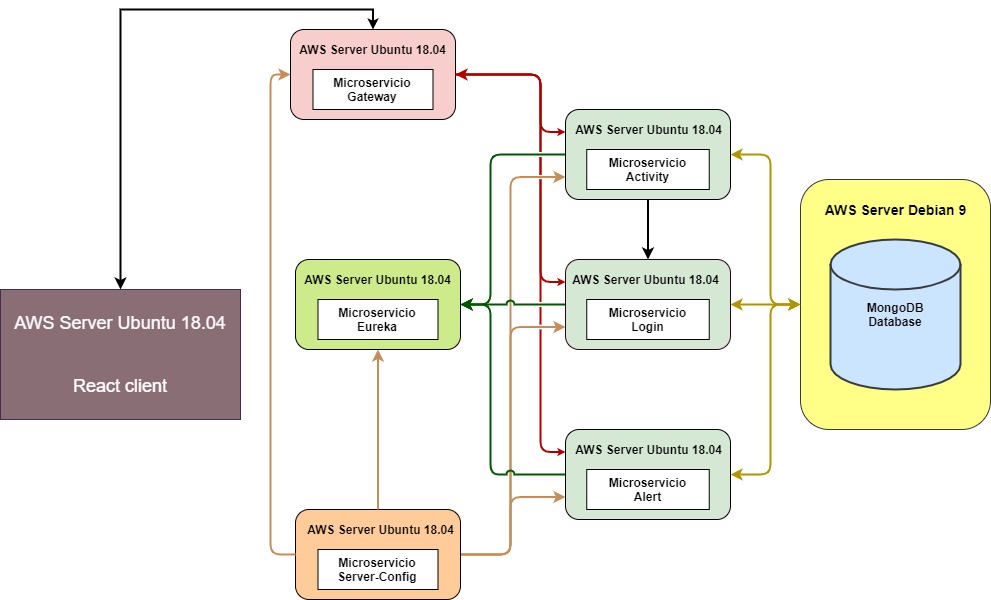 AWS Server Ubuntu 18.04
Microservicio
Gateway
AWS Server Ubuntu 18.04
Microservicio
Activity
AWS Server Debian 9
MongoDB
Database
AWS Server Ubuntu 18.04
Microservicio
Eureka
AWS Server Ubuntu 18.04
Microservicio
Login
AWS Server Ubuntu 18.04
React client
AWS Server Ubuntu 18.04
Microservicio
Alert
AWS Server Ubuntu 18.04
Microservicio
Server-Config